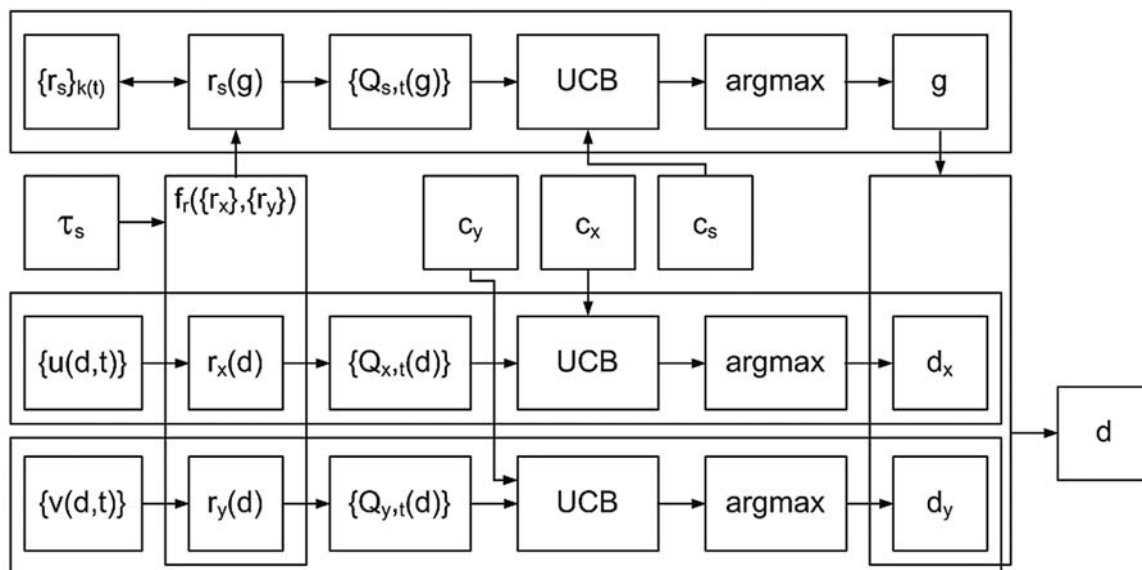 {r_s}_k(t) r_s(g) {Q_s,t(g)} UCB argmax g
f_r({r_x},{r_y})
τ_s c_y c_x c_s
{u(d,t)} r_x(d) {Q_x,t(d)} UCB argmax d_x
d
{v(d,t)} r_y(d) {Q_y,t(d)} UCB argmax d_y